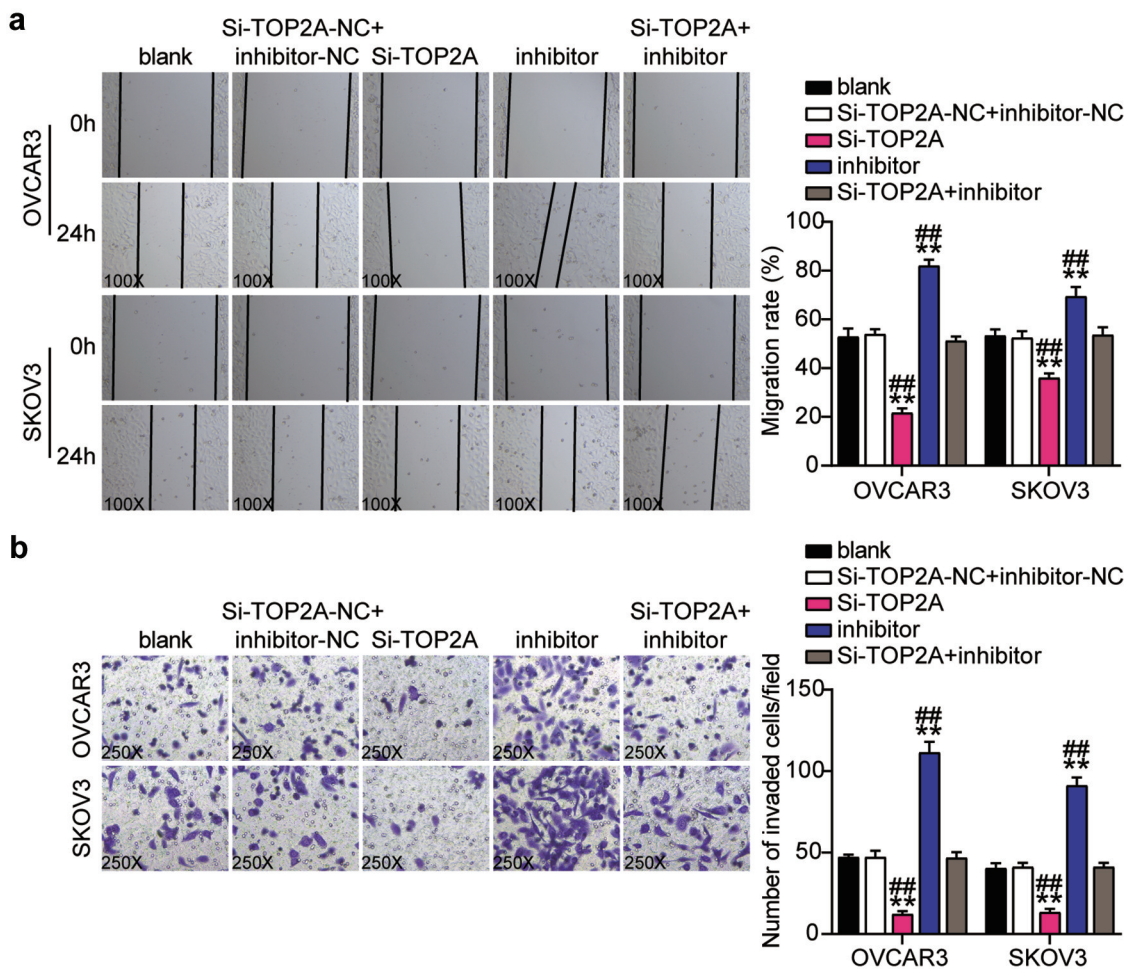 a
Si-TOP2A-NC+ Si-TOP2A+
blank inhibitor-NC Si-TOP2A inhibitor inhibitor
OVCAR3
0h
24h
100X 100X 100X 100X 100X
SKOV3
0h
24h
100X 100X 100X 100X 100X
blank
Si-TOP2A-NC+inhibitor-NC
Si-TOP2A
inhibitor
Si-TOP2A+inhibitor
Migration rate (%)
100
80
60
40
20
0
## ** ## ** ## ** ## **
OVCAR3 SKOV3
b
Si-TOP2A-NC+ Si-TOP2A+
blank inhibitor-NC Si-TOP2A inhibitor inhibitor
OVCAR3
250X 250X 250X 250X 250X
SKOV3
250X 250X 250X 250X 250X
blank
Si-TOP2A-NC+inhibitor-NC
Si-TOP2A
inhibitor
Si-TOP2A+inhibitor
Number of invaded cells/field
150
100
50
0
## ** ## ** ## ** ## **
OVCAR3 SKOV3